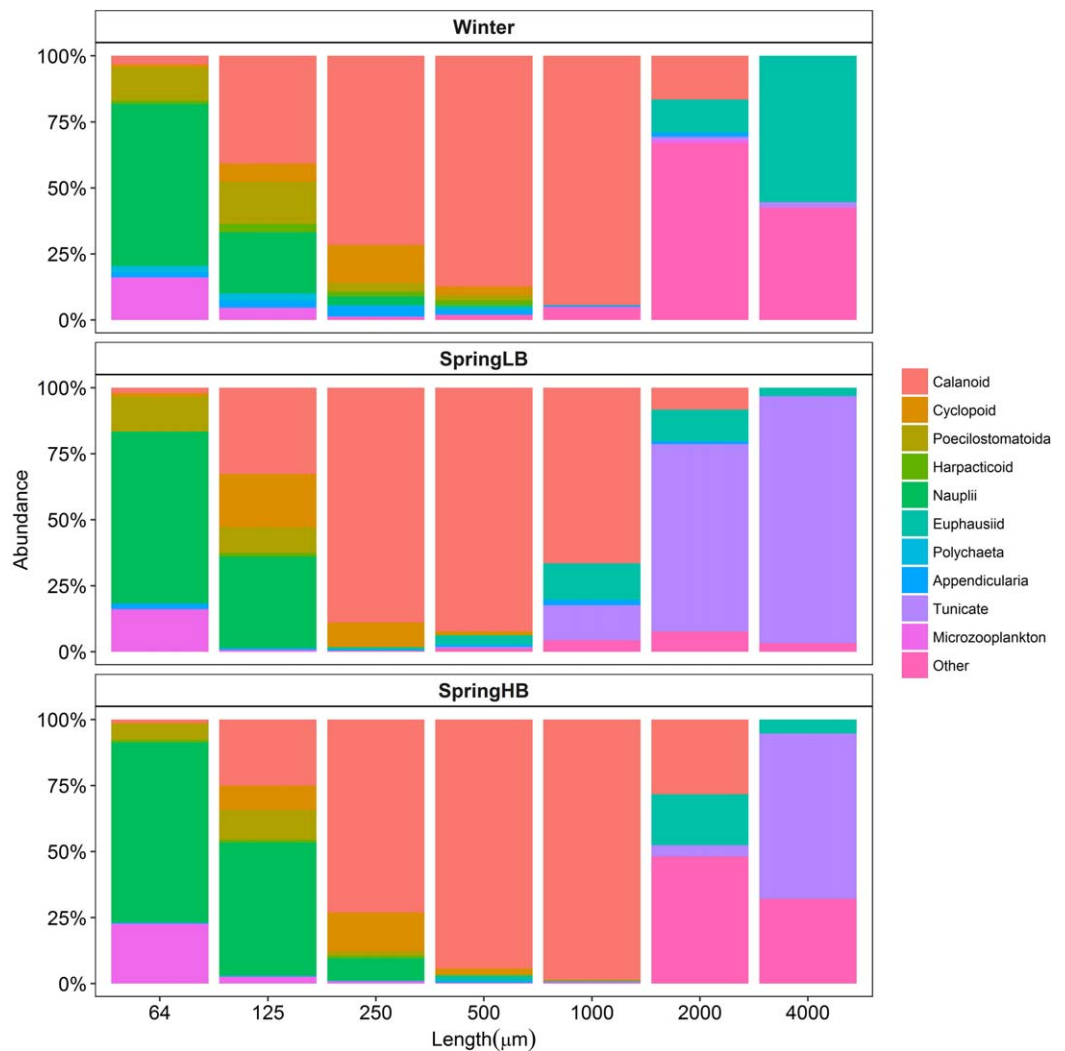 Winter
100%
75%
50%
25%
0%
SpringLB
100%
75%
50%
25%
0%
SpringHB
100%
75%
50%
25%
0%
64 125 250 500 1000 2000 4000
Length(μm)
Abundance
Calanoid
Cyclopoid
Poecilostomatoida
Harpacticoid
Nauplii
Euphausiid
Polychaeta
Appendicularia
Tunicate
Microzooplankton
Other